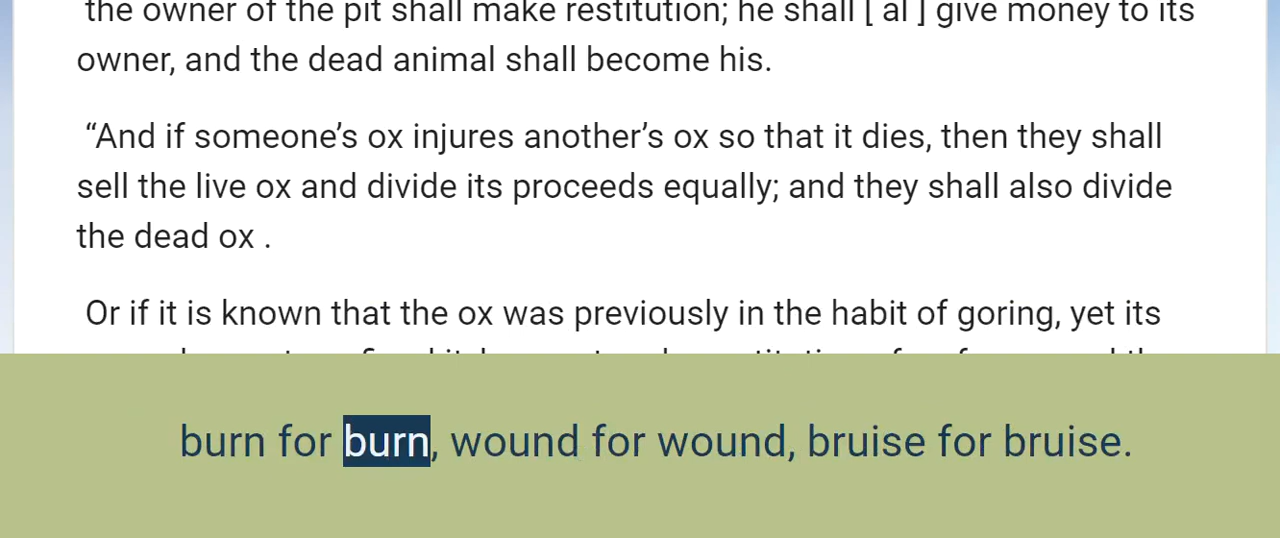 the owner of the pit shall make restitution; he shall [ al ] give money to its
owner, and the dead animal shall become his.
“And if someone’s ox injures another’s ox so that it dies, then they shall
sell the live ox and divide its proceeds equally; and they shall also divide
the dead ox .
Or if it is known that the ox was previously in the habit of goring, yet its
burn for burn, wound for wound, bruise for bruise.